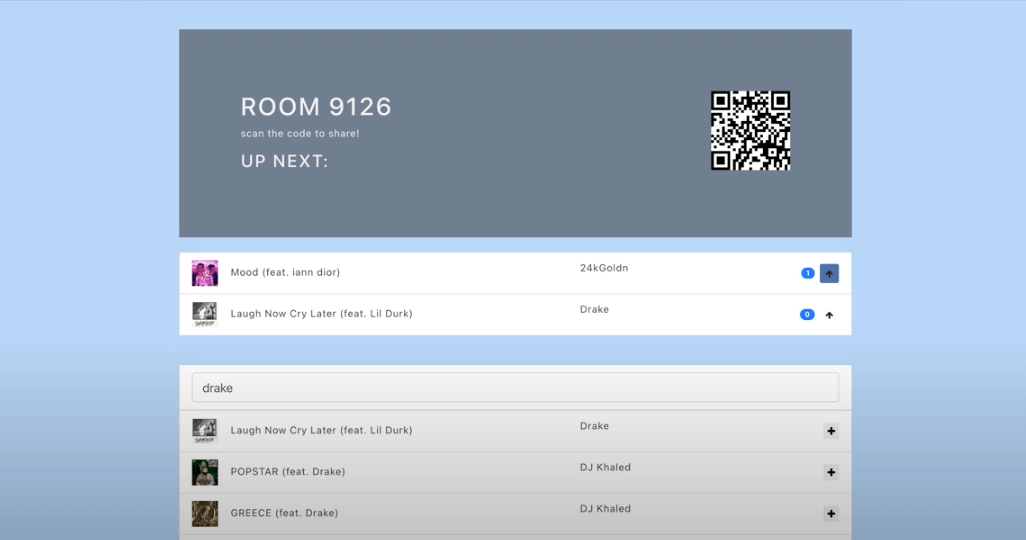 ROOM 9126
scan the code to share!
UP NEXT:
Mood (feat. iann dior) 24kGoldn 1
Laugh Now Cry Later (feat. Lil Durk) Drake 0
drake
Laugh Now Cry Later (feat. Lil Durk) Drake
POPSTAR (feat. Drake) DJ Khaled
GREECE (feat. Drake) DJ Khaled